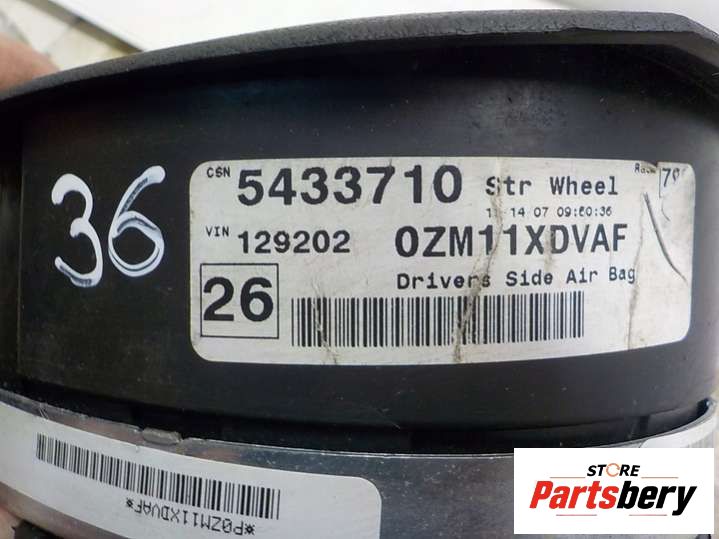 36
CSN 5433710 Str Wheel
VIN 129202 0ZM11XDVAF
26 Drivers Side Air Bag
*P0ZM11XDVAF*
STORE
Partsbery